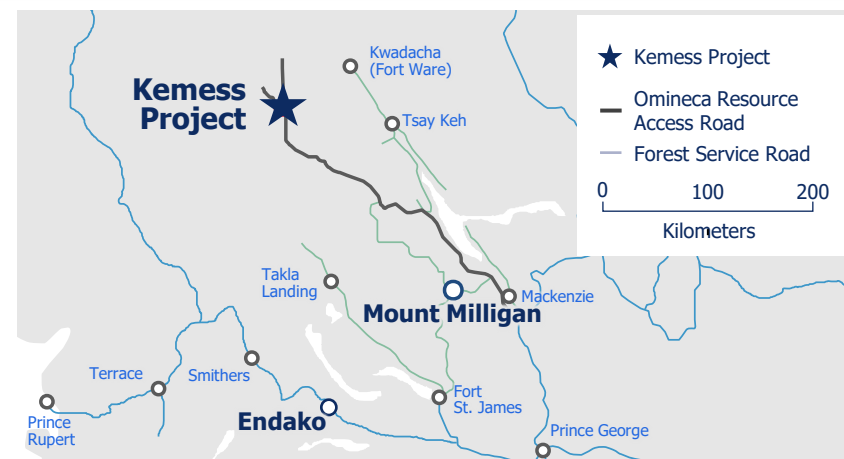 Kwadacha
(Fort Ware)
Kemess
Project
Tsay Keh
Kemess Project
Omineca Resource
Access Road
Forest Service Road
0 100 200
Kilometers
Takla
Landing
Mackenzie
Mount Milligan
Terrace
Smithers
Prince
Rupert
Endako
Fort
St. James
Prince George